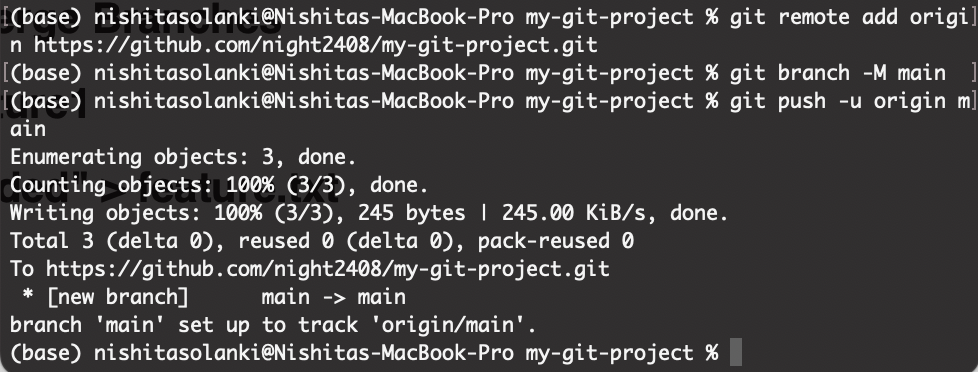 (base) nishitasolanki@Nishitas-MacBook-Pro my-git-project % git remote add origi
n https://github.com/night2408/my-git-project.git
(base) nishitasolanki@Nishitas-MacBook-Pro my-git-project % git branch -M main
(base) nishitasolanki@Nishitas-MacBook-Pro my-git-project % git push -u origin m
ain
Enumerating objects: 3, done.
Counting objects: 100% (3/3), done.
Writing objects: 100% (3/3), 245 bytes | 245.00 KiB/s, done.
Total 3 (delta 0), reused 0 (delta 0), pack-reused 0
To https://github.com/night2408/my-git-project.git
 * [new branch]      main -> main
branch 'main' set up to track 'origin/main'.
(base) nishitasolanki@Nishitas-MacBook-Pro my-git-project %